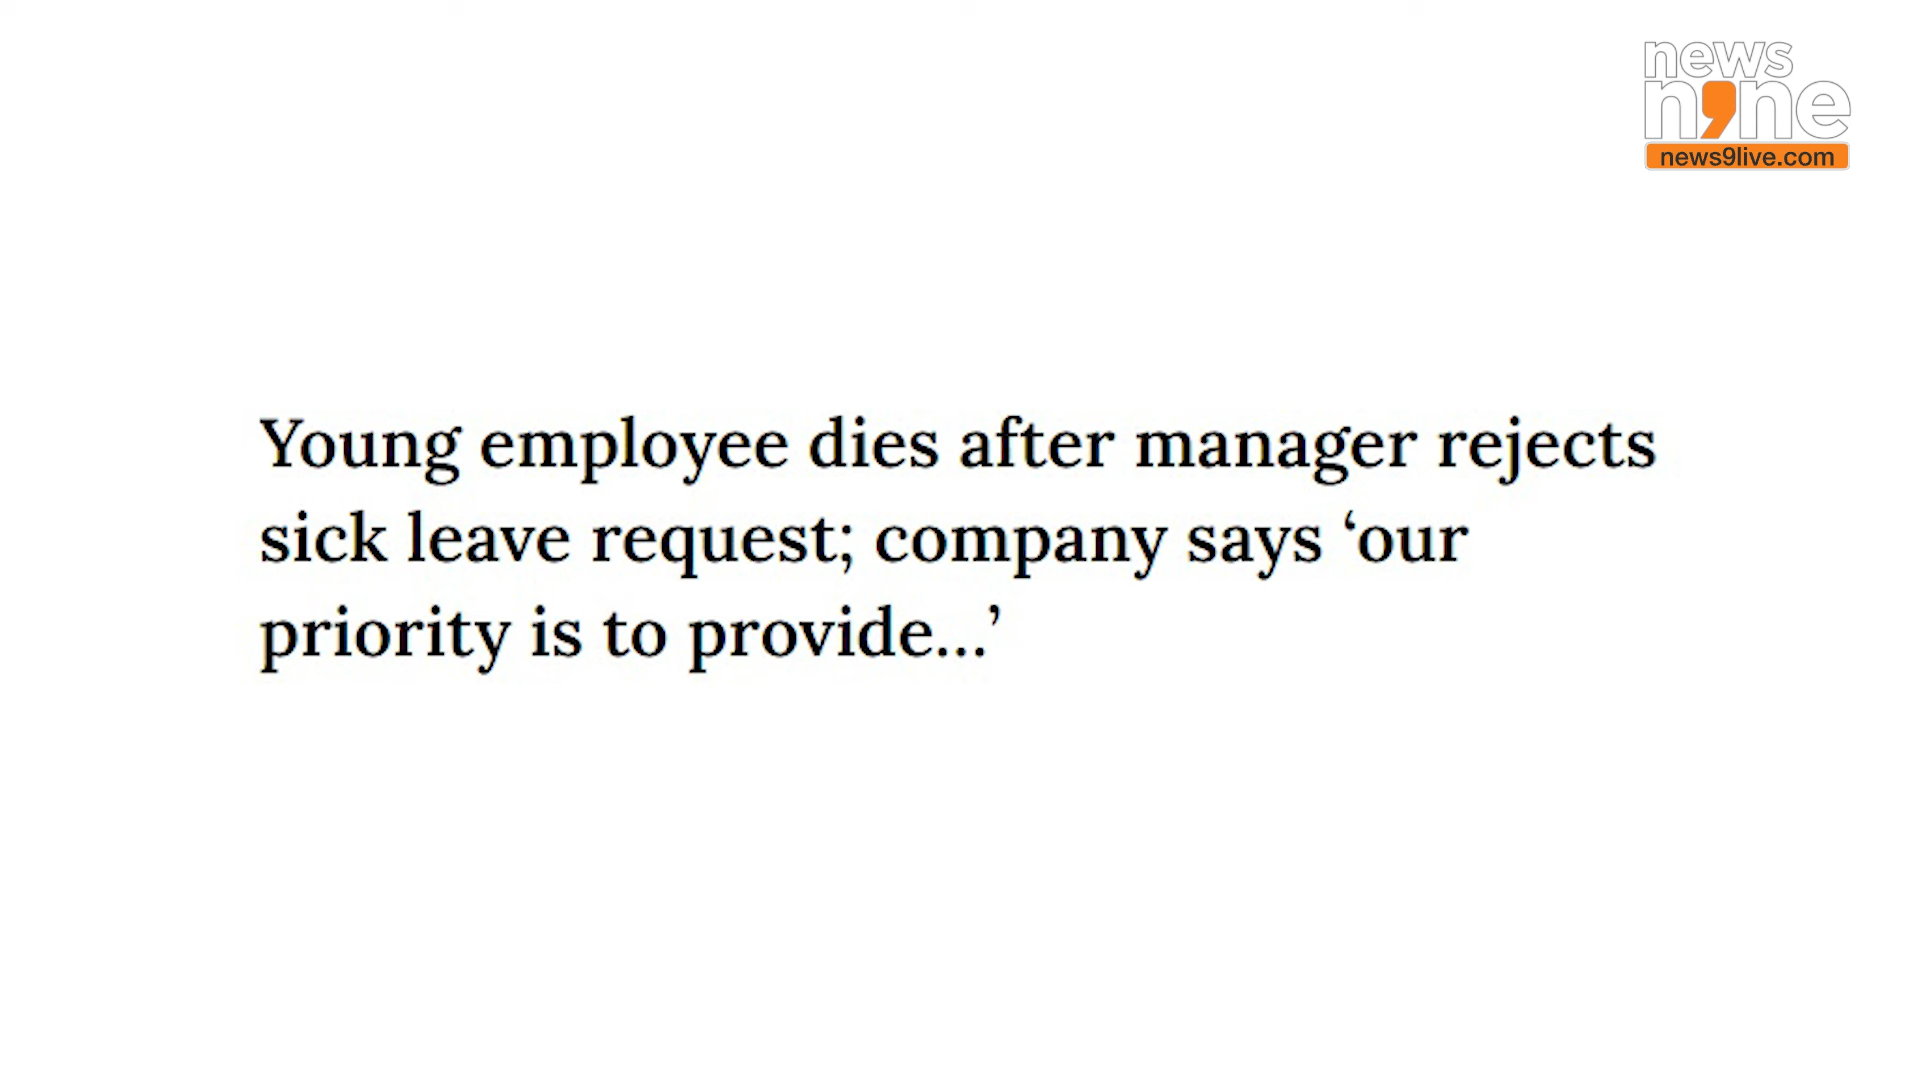 news
n9ne
news9live.com
Young employee dies after manager rejects
sick leave request; company says ‘our
priority is to provide...’